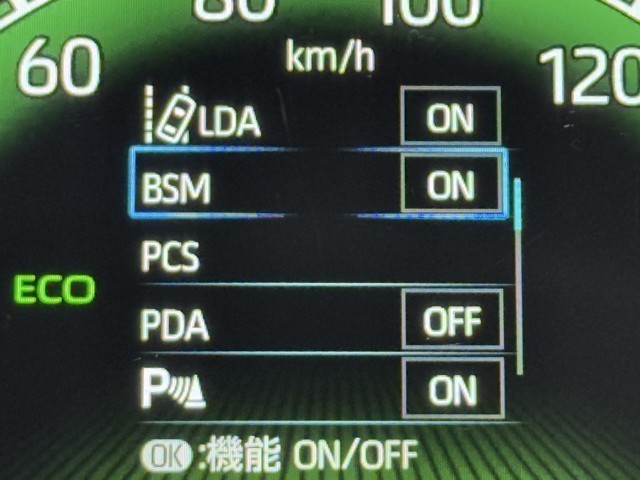 60 80 100 120
km/h
LDA ON
BSM ON
PCS
ECO
PDA OFF
P ON
OK :機能 ON/OFF